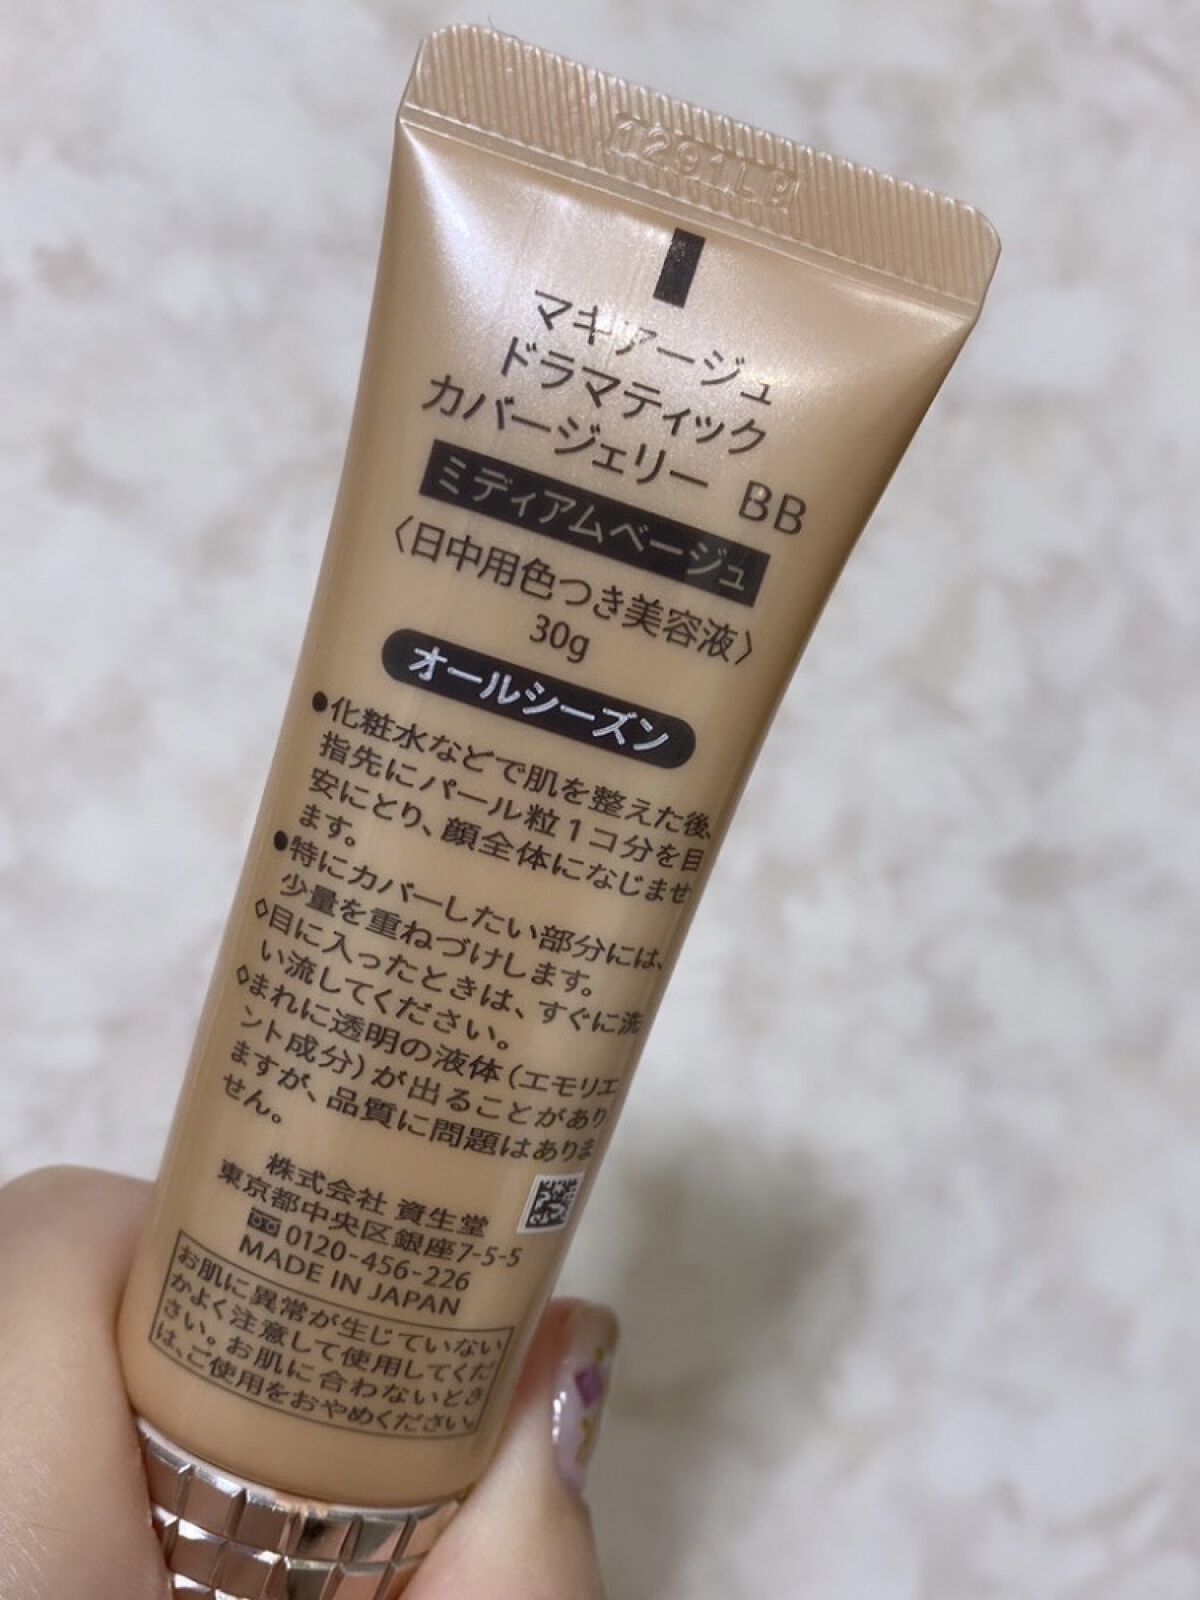 1291LP
マキアージュ
ドラマティック
カバージェリー BB
ミディアムベージュ
〈日中用色つき美容液〉
30g
オールシーズン
●化粧水などで肌を整えた後、
指先にパール粒1コ分を目
安にとり、顔全体になじませ
ます。
●特にカバーしたい部分には、
少量を重ねづけします。
◇目に入ったときは、すぐに洗
い流してください。
◇まれに透明の液体(エモリエ
ント成分)が出ることがあり
ますが、品質に問題はありま
せん。
株式会社 資生堂
東京都中央区銀座7-5-5
0120-456-226
MADE IN JAPAN
お肌に異常が生じていない
かよく注意して使用してくだ
さい。お肌に合わないとき
は、ご使用をおやめください。